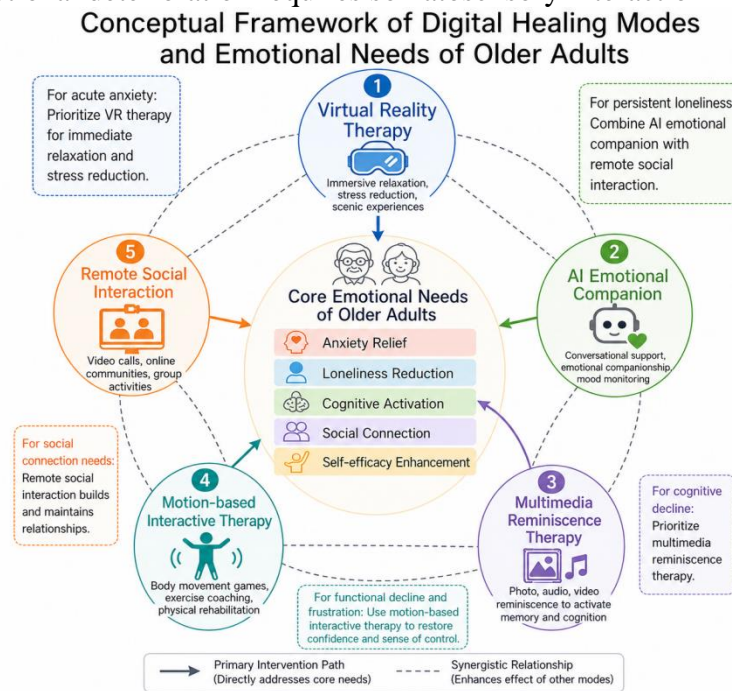 deterioration requires somatosensory interaction
Conceptual Framework of Digital Healing Modes
and Emotional Needs of Older Adults
For acute anxiety:
Prioritize VR therapy
for immediate
relaxation and
stress reduction.
1
Virtual Reality
Therapy
Immersive relaxation,
stress reduction,
scenic experiences
For persistent loneliness
Combine AI emotional
companion with
remote social
interaction.
5
Remote Social
Interaction
Video calls, online
communities, group
activities
Core Emotional Needs
of Older Adults
Anxiety Relief
Loneliness Reduction
Cognitive Activation
Social Connection
Self-efficacy Enhancement
2
AI Emotional
Companion
Conversational support,
emotional companionship,
mood monitoring
For social
connection needs:
Remote social
interaction builds
and maintains
relationships.
4
Motion-based
Interactive Therapy
Body movement games,
exercise coaching,
physical rehabilitation
For functional decline and
frustration: Use motion-based
interactive therapy to restore
confidence and sense of control.
3
Multimedia
Reminiscence
Therapy
Photo, audio, video
reminiscence to activate
memory and cognition
For cognitive
decline:
Prioritize
multimedia
reminiscence
therapy.
Primary Intervention Path
(Directly addresses core needs)
Synergistic Relationship
(Enhances effect of other modes)